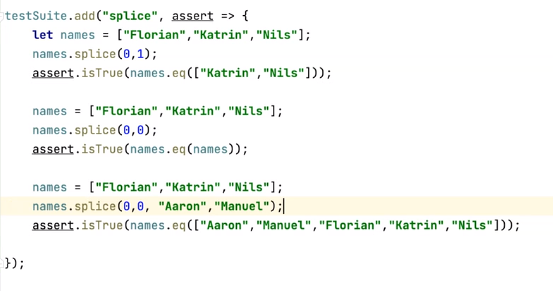 testSuite.add("splice", assert => {
    let names = ["Florian","Katrin","Nils"];
    names.splice(0,1);
    assert.isTrue(names.eq(["Katrin","Nils"]));

    names = ["Florian","Katrin","Nils"];
    names.splice(0,0);
    assert.isTrue(names.eq(names));

    names = ["Florian","Katrin","Nils"];
    names.splice(0,0, "Aaron","Manuel");
    assert.isTrue(names.eq(["Aaron","Manuel","Florian","Katrin","Nils"]));

});